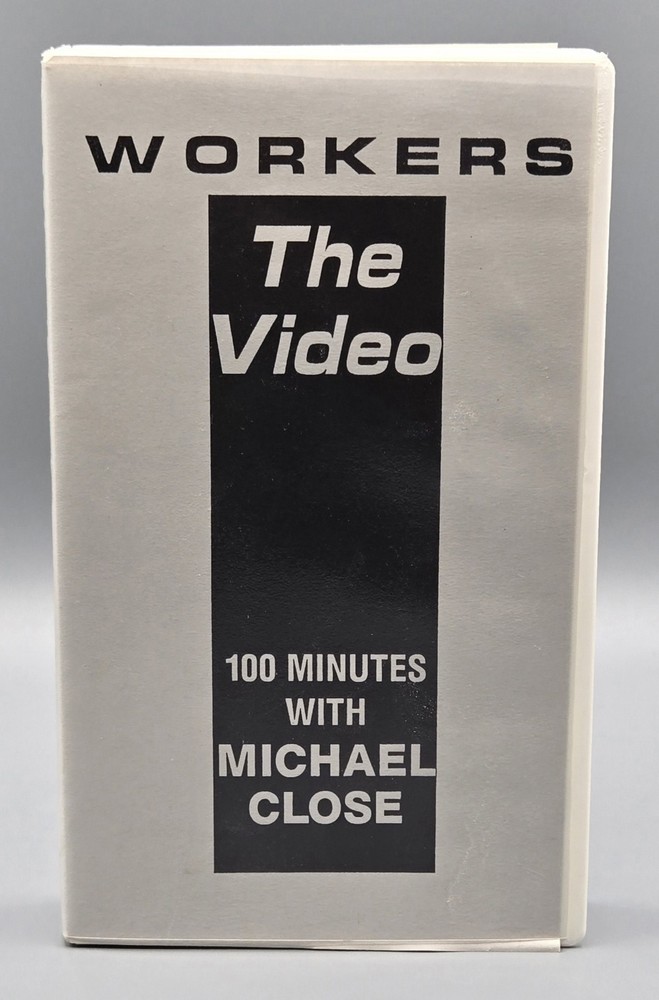 WORKERS
The
Video
100 MINUTES
WITH
MICHAEL
CLOSE